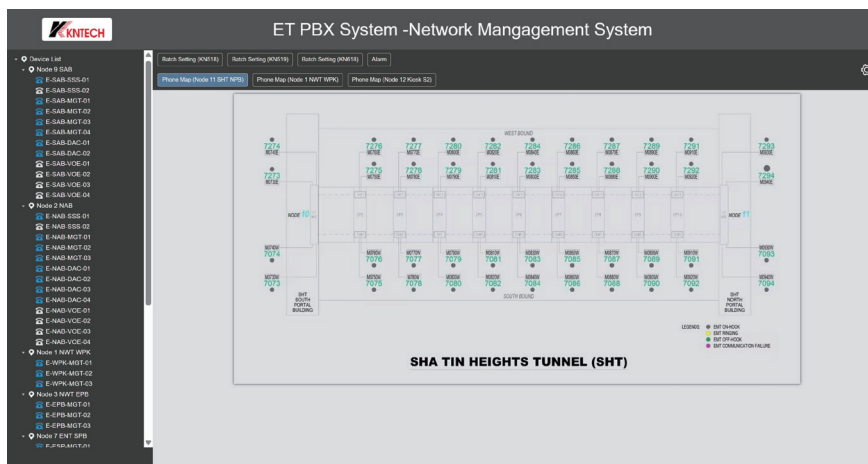 KNTECH
ET PBX System -Network Mangagement System
Device List
Node 9 SAB
E-SAB-SSS-01
E-SAB-SSS-02
E-SAB-MGT-01
E-SAB-MGT-02
E-SAB-MGT-03
E-SAB-MGT-04
E-SAB-DAC-01
E-SAB-DAC-02
E-SAB-VOE-01
E-SAB-VOE-02
E-SAB-VOE-03
E-SAB-VOE-04
Node 2 NAB
E-NAB-SSS-01
E-NAB-SSS-02
E-NAB-MGT-01
E-NAB-MGT-02
E-NAB-MGT-03
E-NAB-DAC-01
E-NAB-DAC-02
E-NAB-DAC-03
E-NAB-DAC-04
E-NAB-VCE-01
E-NAB-VCE-02
E-NAB-VCE-03
E-NAB-VCE-04
Node 1 NWT WPK
E-WPK-MGT-01
E-WPK-MGT-02
E-WPK-MGT-03
Node 3 NWT EPB
E-EPB-MGT-01
E-EPB-MGT-02
E-EPB-MGT-03
Node 7 ENT SPB
Batch Setting (KN518) Batch Setting (KN519) Batch Setting (KN618) Alarm
Phone Map (Node 11 SHT NPB) Phone Map (Node 1 NWT WPK) Phone Map (Node 12 Kiosk S2)
WEST BOUND
7274 7276 7277 7280 7282 7284 7286 7287 7289 7291 7293
7273 7275 7278 7279 7281 7283 7285 7288 7290 7292 7294
NODE 10 NODE 11
7074 7076 7077 7079 7081 7083 7085 7087 7089 7091 7093
7073 7075 7078 7080 7082 7084 7086 7088 7090 7092 7094
SOUTH BOUND
SHT
SOUTH
PORTAL
BUILDING
SHT
NORTH
PORTAL
BUILDING
LEGENDS: EMT ON-HOOK
EMT RINGING
EMT OFF-HOOK
EMT COMMUNICATION FAILURE
SHA TIN HEIGHTS TUNNEL (SHT)